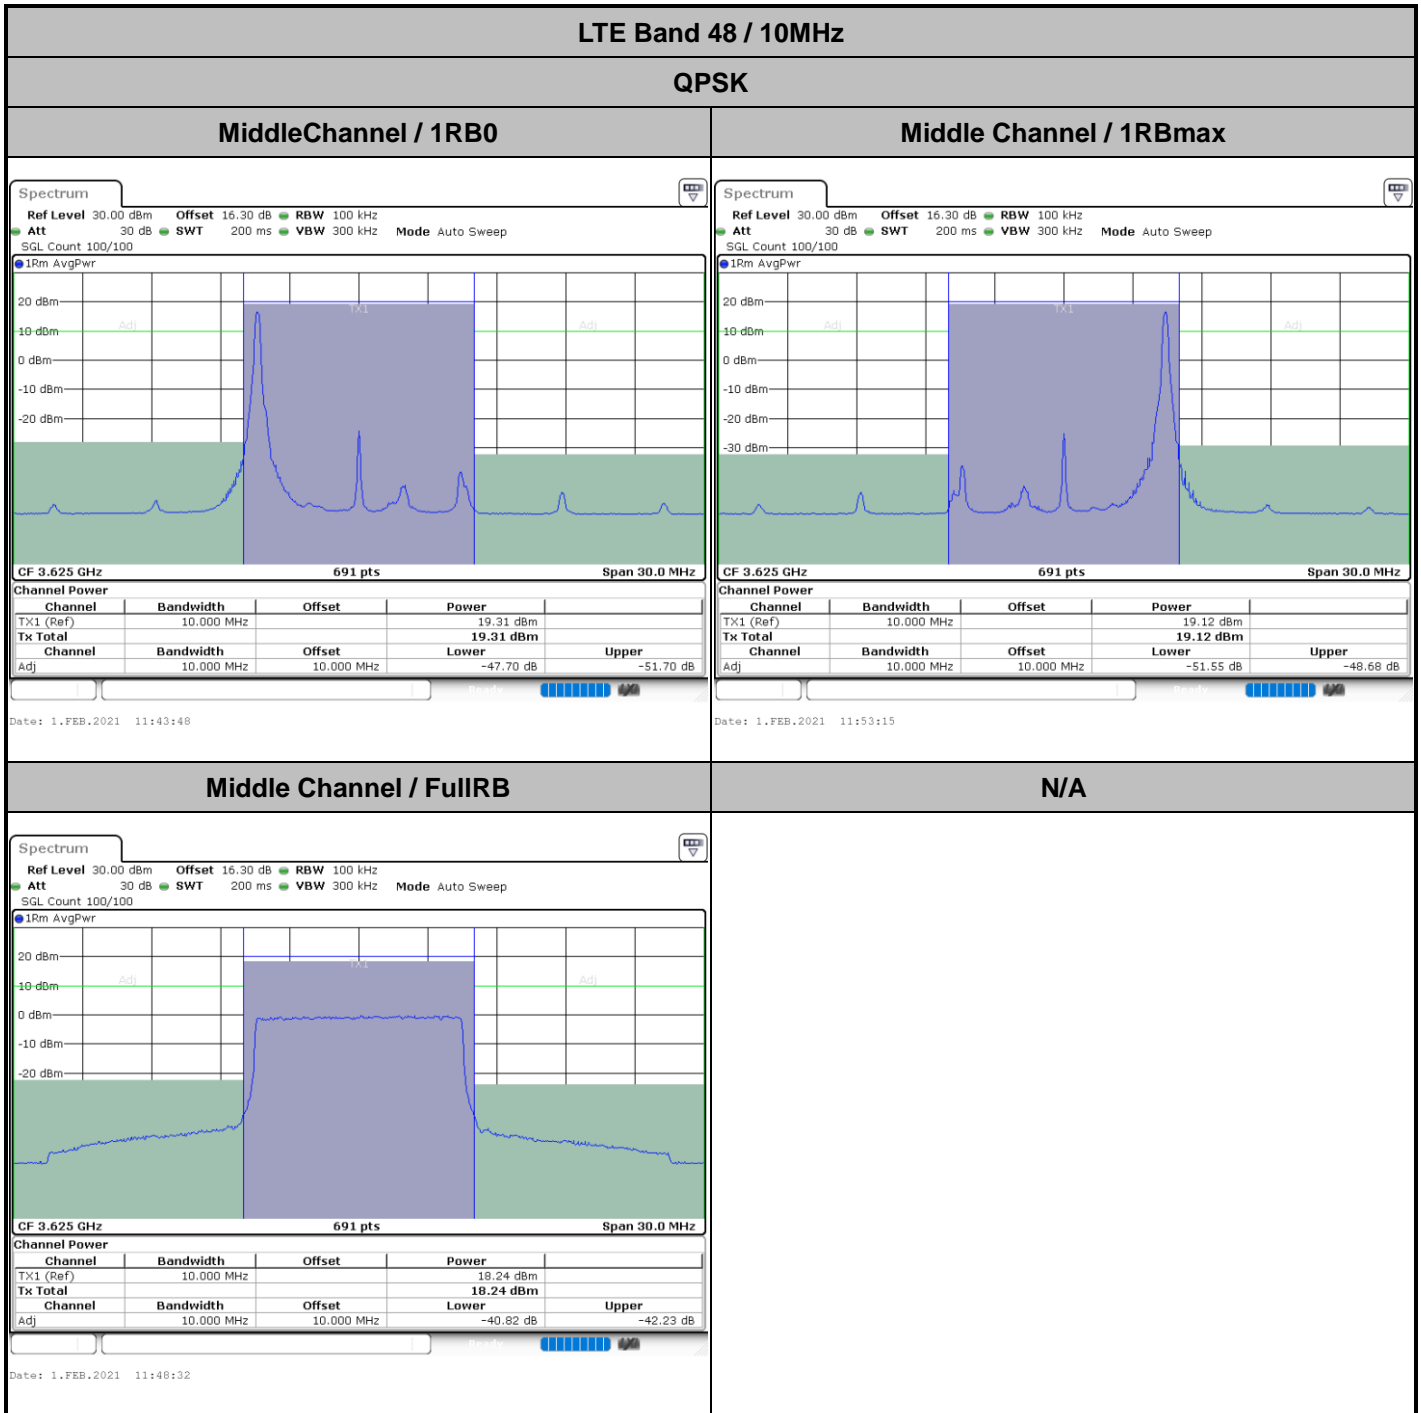 LTE Band 48 / 10MHz
QPSK
MiddleChannel / 1RB0
Middle Channel / 1RBmax
Spectrum
Ref Level 30.00 dBm Offset 16.30 dB RBW 100 kHz
Att 30 dB SWT 200 ms VBW 300 kHz Mode Auto Sweep
SGL Count 100/100
1Rm AvgPwr
20 dBm
10 dBm
0 dBm
-10 dBm
-20 dBm
Adj
TX1
Adj
CF 3.625 GHz 691 pts Span 30.0 MHz
Channel Power
Channel Bandwidth Offset Power
TX1 (Ref) 10.000 MHz 19.31 dBm
Tx Total 19.31 dBm
Channel Bandwidth Offset Lower Upper
Adj 10.000 MHz 10.000 MHz -47.70 dB -51.70 dB
Ready
Date: 1.FEB.2021 11:43:48
Spectrum
Ref Level 30.00 dBm Offset 16.30 dB RBW 100 kHz
Att 30 dB SWT 200 ms VBW 300 kHz Mode Auto Sweep
SGL Count 100/100
1Rm AvgPwr
20 dBm
10 dBm
0 dBm
-10 dBm
-20 dBm
-30 dBm
Adj
TX1
Adj
CF 3.625 GHz 691 pts Span 30.0 MHz
Channel Power
Channel Bandwidth Offset Power
TX1 (Ref) 10.000 MHz 19.12 dBm
Tx Total 19.12 dBm
Channel Bandwidth Offset Lower Upper
Adj 10.000 MHz 10.000 MHz -51.55 dB -48.68 dB
Ready
Date: 1.FEB.2021 11:53:15
Middle Channel / FullRB
N/A
Spectrum
Ref Level 30.00 dBm Offset 16.30 dB RBW 100 kHz
Att 30 dB SWT 200 ms VBW 300 kHz Mode Auto Sweep
SGL Count 100/100
1Rm AvgPwr
20 dBm
10 dBm
0 dBm
-10 dBm
-20 dBm
Adj
TX1
Adj
CF 3.625 GHz 691 pts Span 30.0 MHz
Channel Power
Channel Bandwidth Offset Power
TX1 (Ref) 10.000 MHz 18.24 dBm
Tx Total 18.24 dBm
Channel Bandwidth Offset Lower Upper
Adj 10.000 MHz 10.000 MHz -40.82 dB -42.23 dB
Ready
Date: 1.FEB.2021 11:48:32